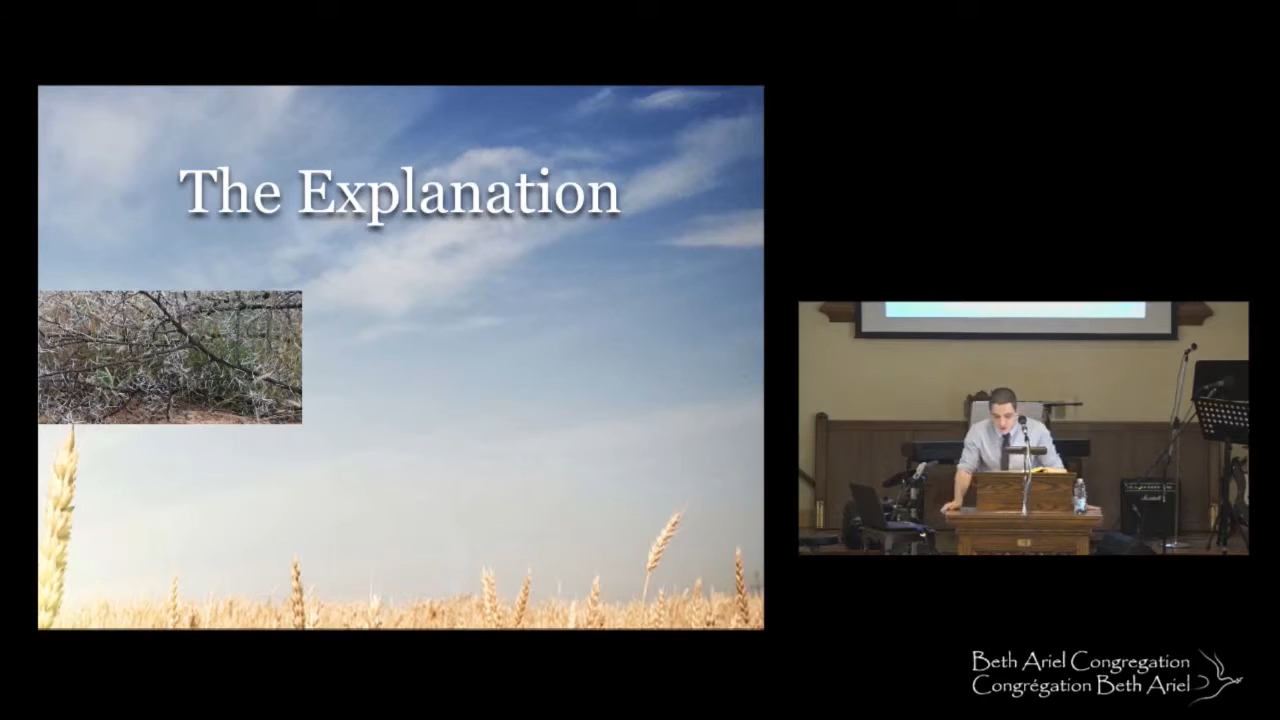 The Explanation
Beth Ariel Congregation
Congrégation Beth Ariel